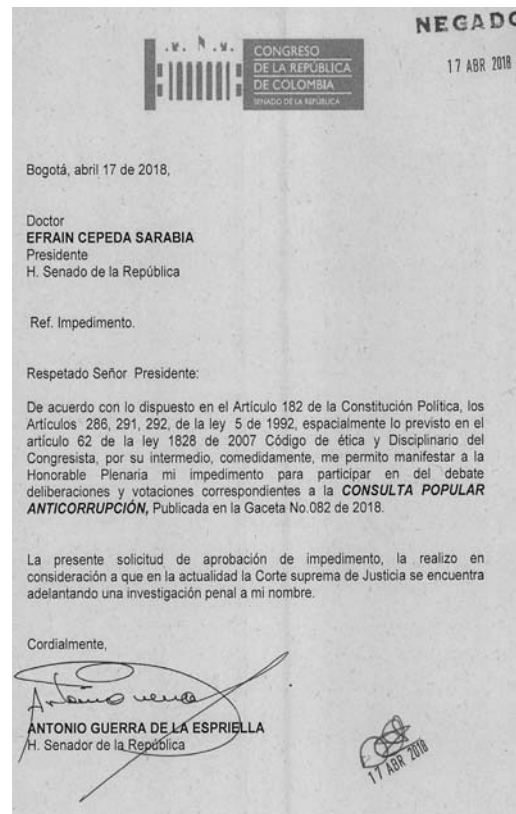 NEGADO
17 ABR 2018
CONGRESO
DE LA REPÚBLICA
DE COLOMBIA
SENADO DE LA REPÚBLICA
Bogotá, abril 17 de 2018,
Doctor
EFRAIN CEPEDA SARABIA
Presidente
H. Senado de la República
Ref. Impedimento.
Respetado Señor Presidente:
De acuerdo con lo dispuesto en el Artículo 182 de la Constitución Política, los
Artículos 286, 291, 292, de la ley 5 de 1992, espacialmente lo previsto en el
artículo 62 de la ley 1828 de 2007 Código de ética y Disciplinario del
Congresista, por su intermedio, comedidamente, me permito manifestar a la
Honorable Plenaria mi impedimento para participar en del debate
deliberaciones y votaciones correspondientes a la CONSULTA POPULAR
ANTICORRUPCIÓN, Publicada en la Gaceta No.082 de 2018.
La presente solicitud de aprobación de impedimento, la realizo en
consideración a que en la actualidad la Corte suprema de Justicia se encuentra
adelantando una investigación penal a mi nombre.
Cordialmente,
ANTONIO GUERRA DE LA ESPRIELLA
H. Senador de la República
17 ABR 2018